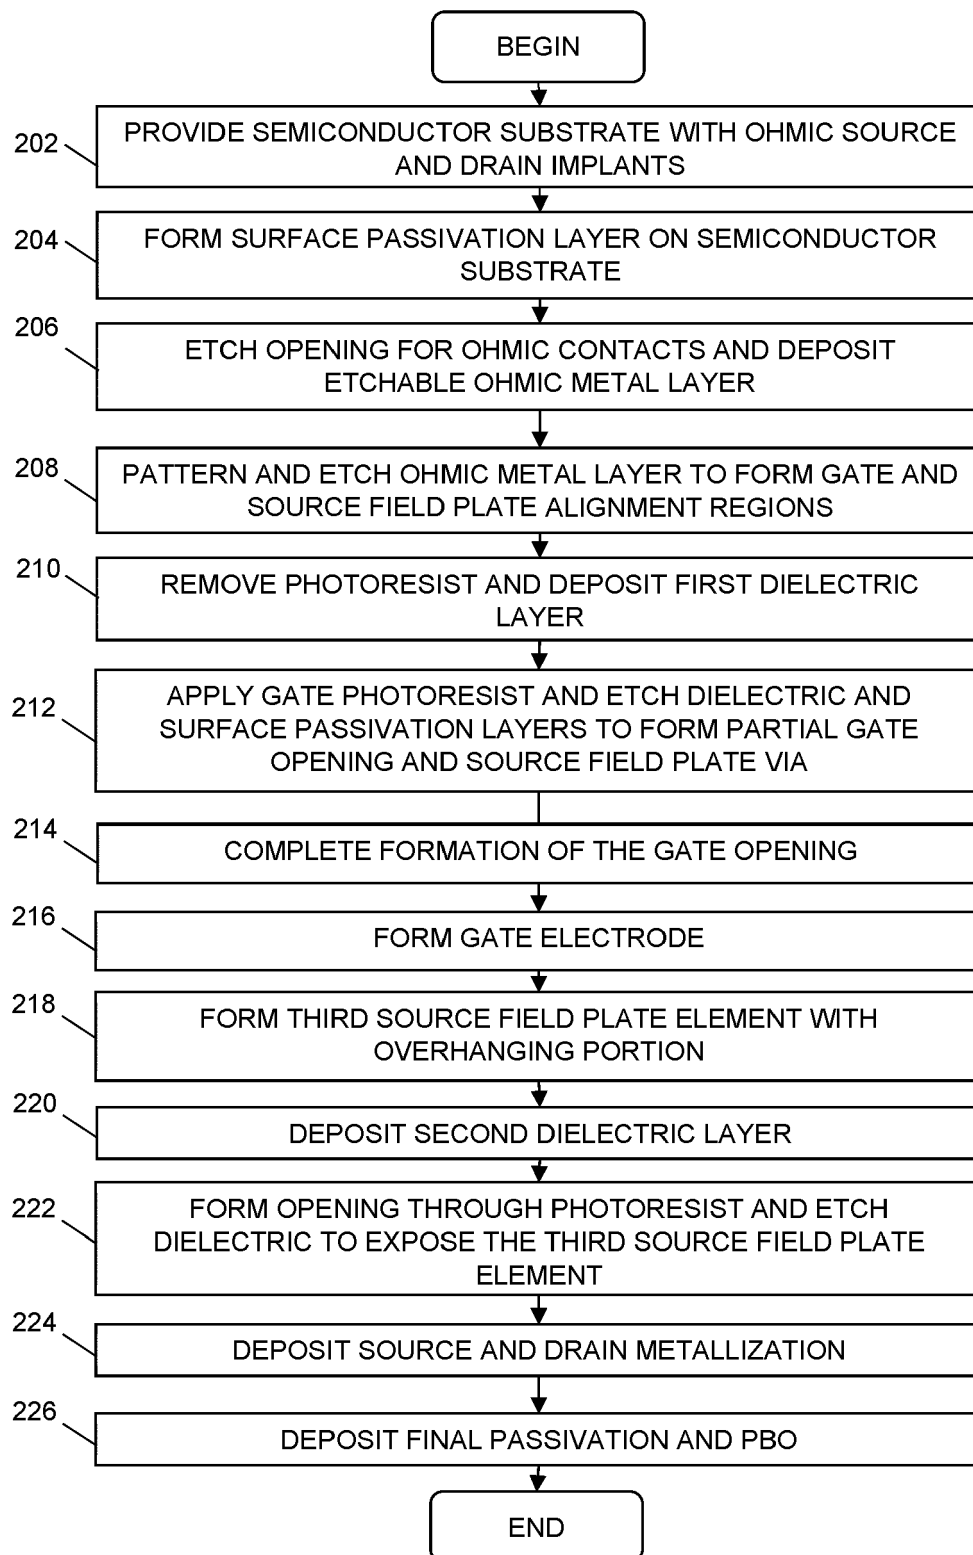 BEGIN
202
PROVIDE SEMICONDUCTOR SUBSTRATE WITH OHMIC SOURCE
AND DRAIN IMPLANTS
204
FORM SURFACE PASSIVATION LAYER ON SEMICONDUCTOR
SUBSTRATE
206
ETCH OPENING FOR OHMIC CONTACTS AND DEPOSIT
ETCHABLE OHMIC METAL LAYER
208
PATTERN AND ETCH OHMIC METAL LAYER TO FORM GATE AND
SOURCE FIELD PLATE ALIGNMENT REGIONS
210
REMOVE PHOTORESIST AND DEPOSIT FIRST DIELECTRIC
LAYER
212
APPLY GATE PHOTORESIST AND ETCH DIELECTRIC AND
SURFACE PASSIVATION LAYERS TO FORM PARTIAL GATE
OPENING AND SOURCE FIELD PLATE VIA
214
COMPLETE FORMATION OF THE GATE OPENING
216
FORM GATE ELECTRODE
218
FORM THIRD SOURCE FIELD PLATE ELEMENT WITH
OVERHANGING PORTION
220
DEPOSIT SECOND DIELECTRIC LAYER
222
FORM OPENING THROUGH PHOTORESIST AND ETCH
DIELECTRIC TO EXPOSE THE THIRD SOURCE FIELD PLATE
ELEMENT
224
DEPOSIT SOURCE AND DRAIN METALLIZATION
226
DEPOSIT FINAL PASSIVATION AND PBO
END